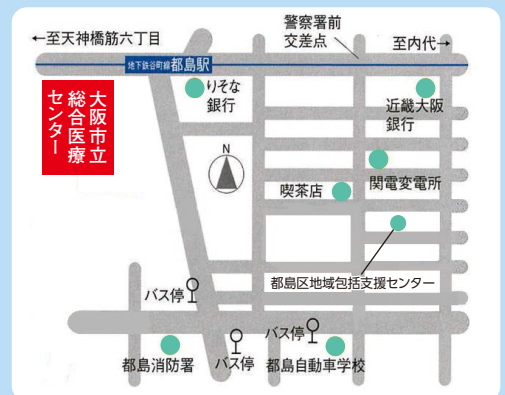 ←至天神橋筋六丁目
警察署前
交差点
至内代→
地下鉄谷町線都島駅
りそな
銀行
近畿大阪
銀行
大阪市立
総合医療
センター
N
関電変電所
喫茶店
都島区地域包括支援センター
バス停
バス停
都島消防署
バス停
都島自動車学校